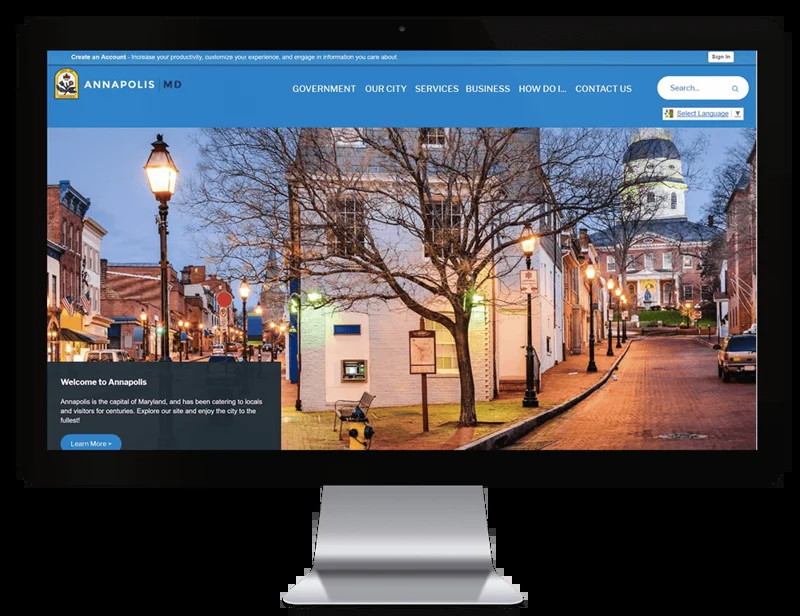 Create an Account - Increase your productivity, customize your experience, and engage in information you care about.
Sign In
ANNAPOLIS | MD
GOVERNMENT OUR CITY SERVICES BUSINESS HOW DO I... CONTACT US
Search...
Select Language
Welcome to Annapolis
Annapolis is the capital of Maryland, and has been catering to locals
and visitors for centuries. Explore our site and enjoy the city to the
fullest!
Learn More >